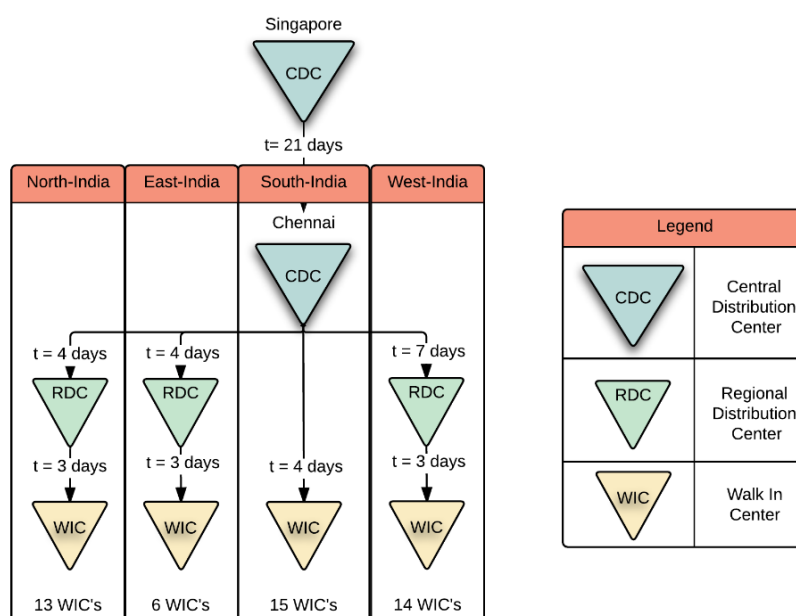 Singapore
CDC
t= 21 days
North-India
East-India
South-India
West-India
Chennai
CDC
t = 4 days
t = 4 days
t = 7 days
RDC
RDC
RDC
t = 3 days
t = 3 days
t = 4 days
t = 3 days
WIC
WIC
WIC
WIC
13 WIC's
6 WIC's
15 WIC's
14 WIC's
Legend
CDC
Central
Distribution
Center
RDC
Regional
Distribution
Center
WIC
Walk In
Center